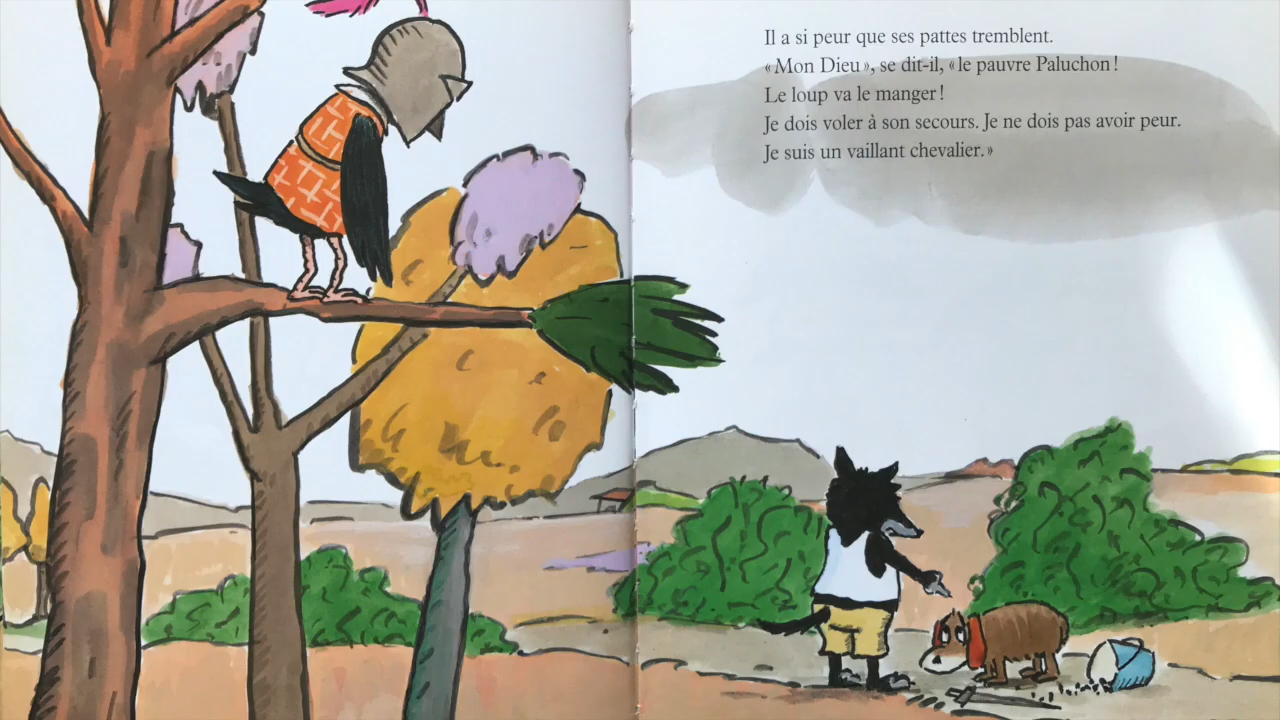 Il a si peur que ses pattes tremblent.
«Mon Dieu», se dit-il, «le pauvre Paluchon!
Le loup va le manger!
Je dois voler à son secours. Je ne dois pas avoir peur.
Je suis un vaillant chevalier.»